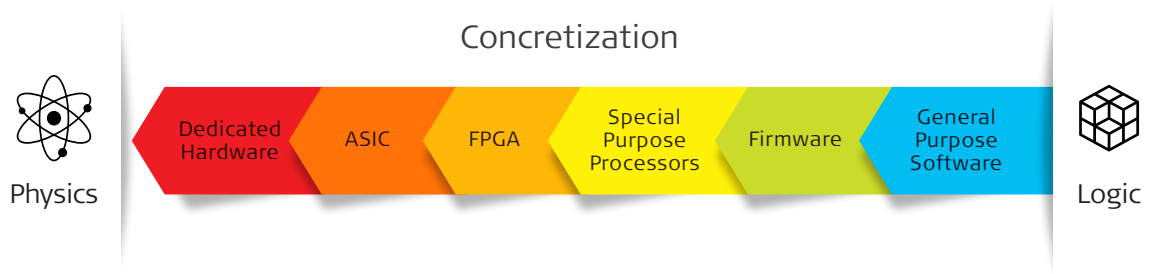 Concretization
Physics
Dedicated
Hardware
ASIC
FPGA
Special
Purpose
Processors
Firmware
General
Purpose
Software
Logic